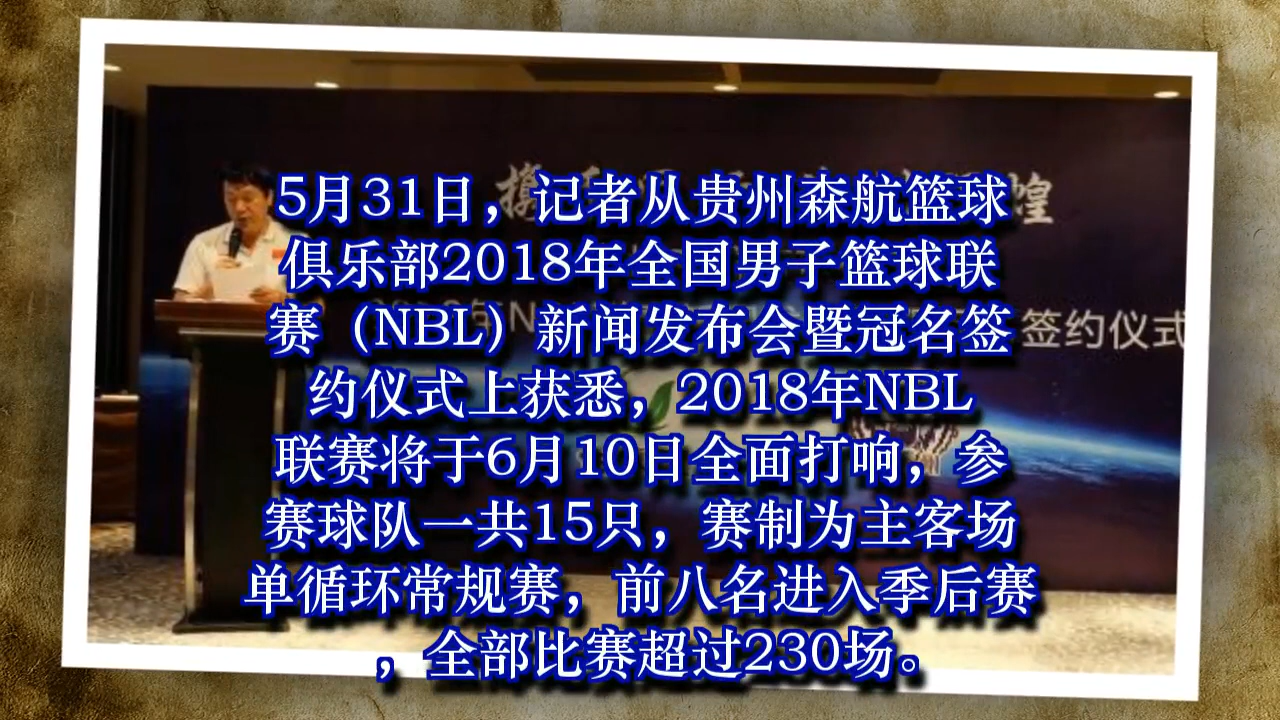 5月31日，记者从贵州森航篮球
俱乐部2018年全国男子篮球联
赛（NBL）新闻发布会暨冠名签
约仪式上获悉，2018年NBL
联赛将于6月10日全面打响，参
赛球队一共15只，赛制为主客场
单循环常规赛，前八名进入季后赛
，全部比赛超过230场。
煌
签约仪式